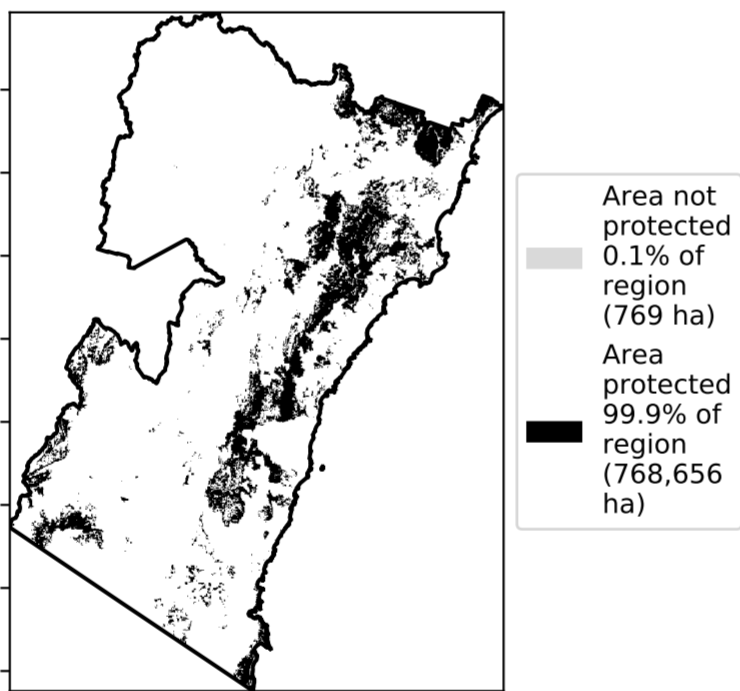 Area not
protected
0.1% of
region
(769 ha)
Area
protected
99.9% of
region
(768,656
ha)